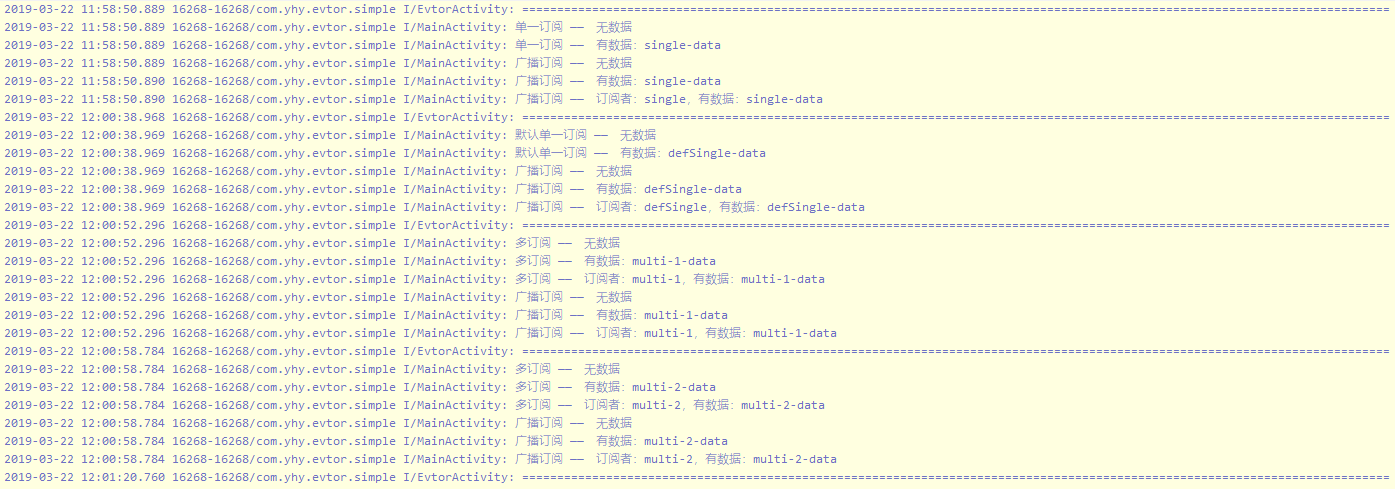 2019-03-22 11:58:50.889 16268-16268/com.yhy.evtor.simple I/EvtorActivity: ============================================================================================================================
2019-03-22 11:58:50.889 16268-16268/com.yhy.evtor.simple I/MainActivity: 单一订阅 —— 无数据
2019-03-22 11:58:50.889 16268-16268/com.yhy.evtor.simple I/MainActivity: 单一订阅 —— 有数据：single-data
2019-03-22 11:58:50.889 16268-16268/com.yhy.evtor.simple I/MainActivity: 广播订阅 —— 无数据
2019-03-22 11:58:50.890 16268-16268/com.yhy.evtor.simple I/MainActivity: 广播订阅 —— 有数据：single-data
2019-03-22 11:58:50.890 16268-16268/com.yhy.evtor.simple I/MainActivity: 广播订阅 —— 订阅者：single，有数据：single-data
2019-03-22 12:00:38.968 16268-16268/com.yhy.evtor.simple I/EvtorActivity: ============================================================================================================================
2019-03-22 12:00:38.969 16268-16268/com.yhy.evtor.simple I/MainActivity: 默认单一订阅 —— 无数据
2019-03-22 12:00:38.969 16268-16268/com.yhy.evtor.simple I/MainActivity: 默认单一订阅 —— 有数据：defSingle-data
2019-03-22 12:00:38.969 16268-16268/com.yhy.evtor.simple I/MainActivity: 广播订阅 —— 无数据
2019-03-22 12:00:38.969 16268-16268/com.yhy.evtor.simple I/MainActivity: 广播订阅 —— 有数据：defSingle-data
2019-03-22 12:00:38.969 16268-16268/com.yhy.evtor.simple I/MainActivity: 广播订阅 —— 订阅者：defSingle，有数据：defSingle-data
2019-03-22 12:00:52.296 16268-16268/com.yhy.evtor.simple I/EvtorActivity: ============================================================================================================================
2019-03-22 12:00:52.296 16268-16268/com.yhy.evtor.simple I/MainActivity: 多订阅 —— 无数据
2019-03-22 12:00:52.296 16268-16268/com.yhy.evtor.simple I/MainActivity: 多订阅 —— 有数据：multi-1-data
2019-03-22 12:00:52.296 16268-16268/com.yhy.evtor.simple I/MainActivity: 多订阅 —— 订阅者：multi-1，有数据：multi-1-data
2019-03-22 12:00:52.296 16268-16268/com.yhy.evtor.simple I/MainActivity: 广播订阅 —— 无数据
2019-03-22 12:00:52.296 16268-16268/com.yhy.evtor.simple I/MainActivity: 广播订阅 —— 有数据：multi-1-data
2019-03-22 12:00:52.296 16268-16268/com.yhy.evtor.simple I/MainActivity: 广播订阅 —— 订阅者：multi-1，有数据：multi-1-data
2019-03-22 12:00:58.784 16268-16268/com.yhy.evtor.simple I/EvtorActivity: ============================================================================================================================
2019-03-22 12:00:58.784 16268-16268/com.yhy.evtor.simple I/MainActivity: 多订阅 —— 无数据
2019-03-22 12:00:58.784 16268-16268/com.yhy.evtor.simple I/MainActivity: 多订阅 —— 有数据：multi-2-data
2019-03-22 12:00:58.784 16268-16268/com.yhy.evtor.simple I/MainActivity: 多订阅 —— 订阅者：multi-2，有数据：multi-2-data
2019-03-22 12:00:58.784 16268-16268/com.yhy.evtor.simple I/MainActivity: 广播订阅 —— 无数据
2019-03-22 12:00:58.784 16268-16268/com.yhy.evtor.simple I/MainActivity: 广播订阅 —— 有数据：multi-2-data
2019-03-22 12:00:58.784 16268-16268/com.yhy.evtor.simple I/MainActivity: 广播订阅 —— 订阅者：multi-2，有数据：multi-2-data
2019-03-22 12:01:20.760 16268-16268/com.yhy.evtor.simple I/EvtorActivity: ============================================================================================================================